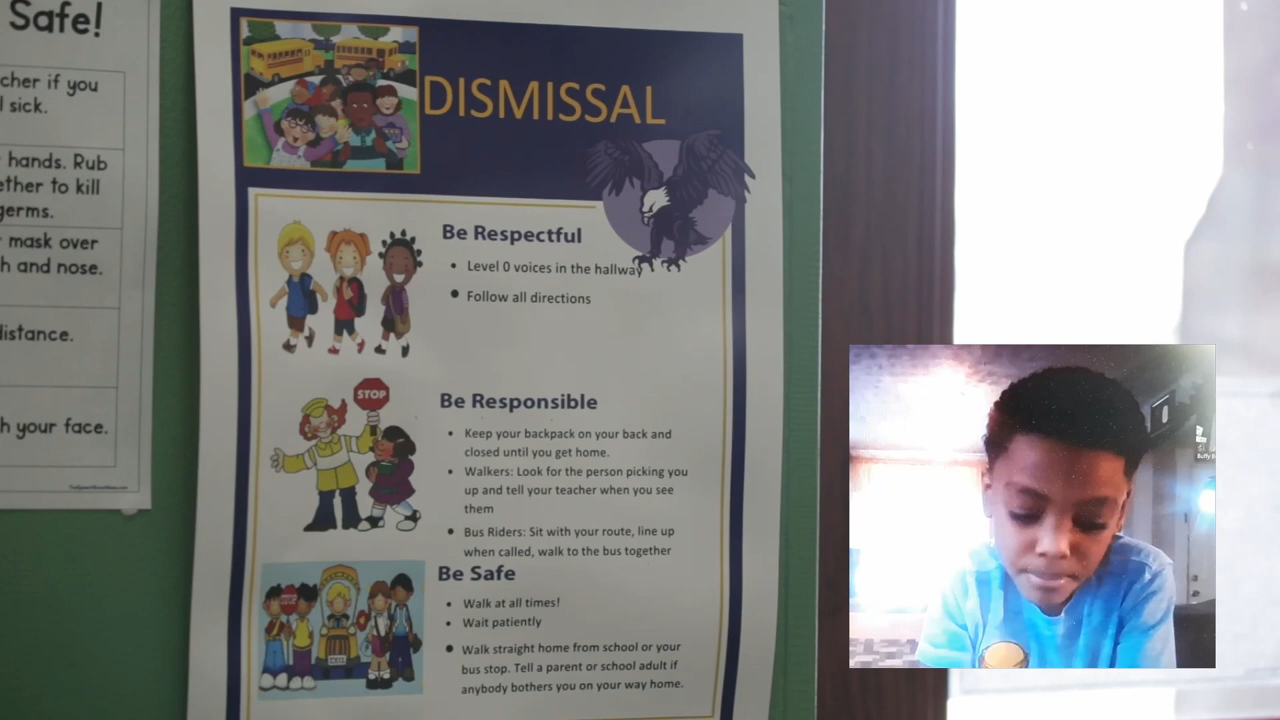 Safe!
cher if you
sick.
hands. Rub
ether to kill
germs.
mask over
h and nose.
distance.
h your face.
DISMISSAL
Be Respectful
• Level 0 voices in the hallway
• Follow all directions
STOP
Be Responsible
• Keep your backpack on your back and
closed until you get home.
• Walkers: Look for the person picking you
up and tell your teacher when you see
them
• Bus Riders: Sit with your route, line up
when called, walk to the bus together
Be Safe
• Walk at all times!
• Wait patiently
• Walk straight home from school or your
bus stop. Tell a parent or school adult if
anybody bothers you on your way home.